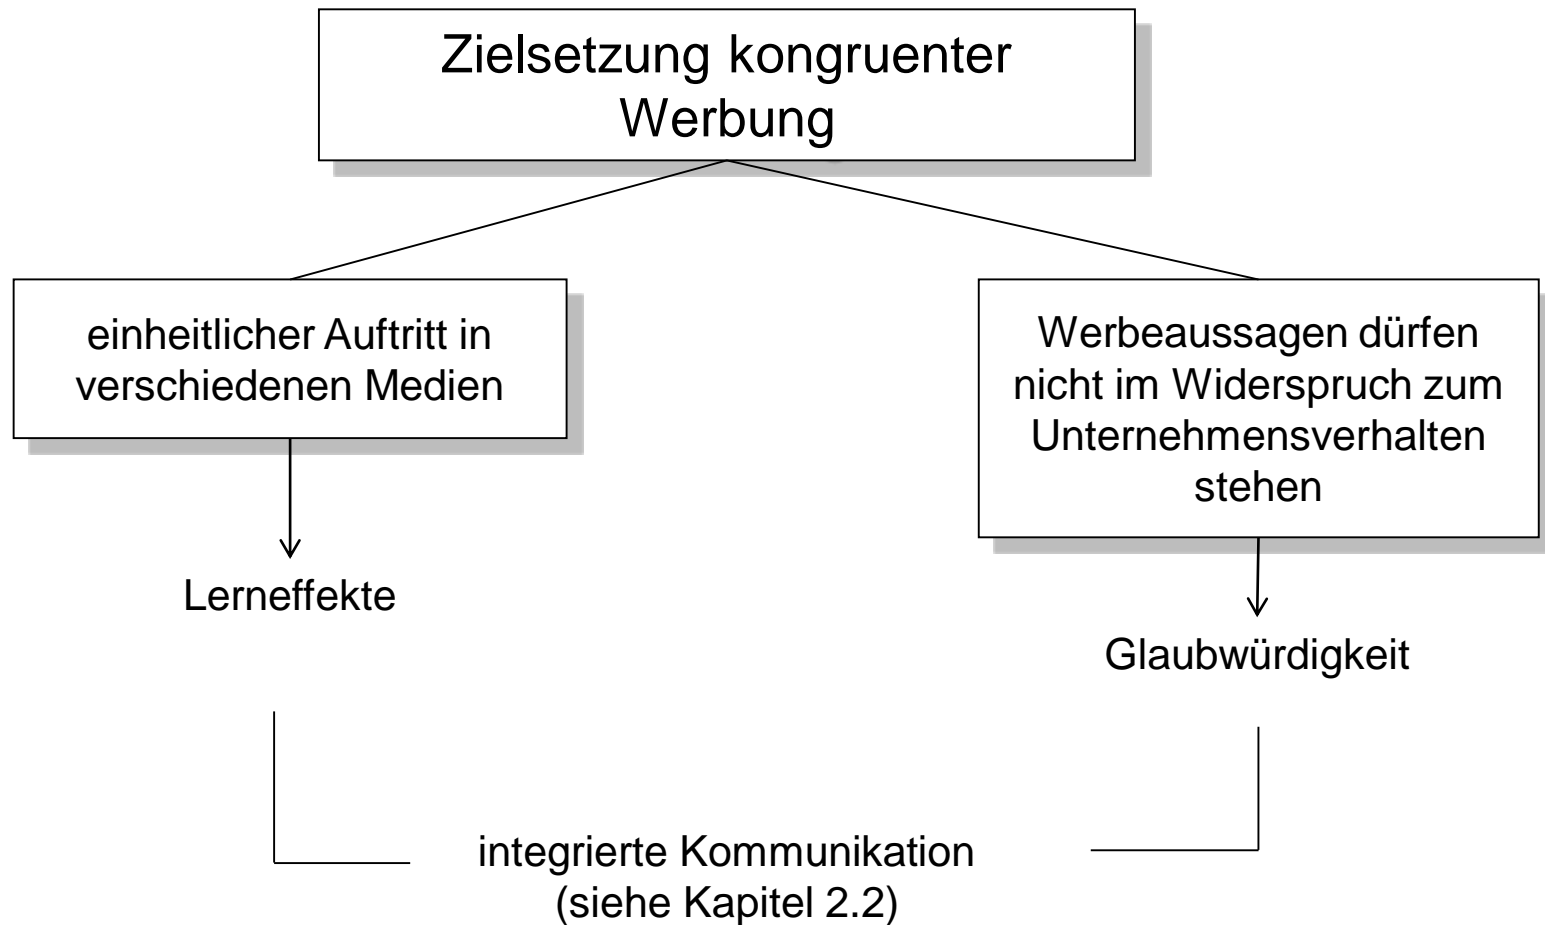 Zielsetzung kongruenter
Werbung
einheitlicher Auftritt in
verschiedenen Medien
Werbeaussagen dürfen
nicht im Widerspruch zum
Unternehmensverhalten
stehen
Lerneffekte
Glaubwürdigkeit
integrierte Kommunikation
(siehe Kapitel 2.2)